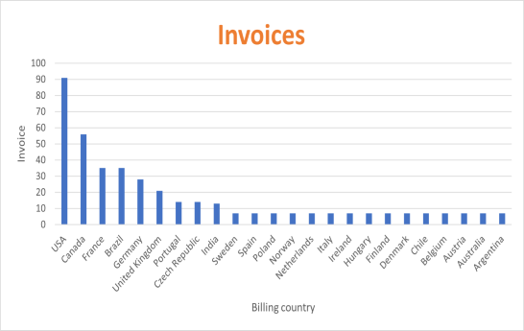 Invoices
100
90
80
70
60
50
40
30
20
10
0
Invoice
USA
Canada
France
Brazil
Germany
United Kingdom
Portugal
Czech Republic
India
Sweden
Spain
Poland
Norway
Netherlands
Italy
Ireland
Hungary
Finland
Denmark
Chile
Belgium
Austria
Australia
Argentina
Billing country